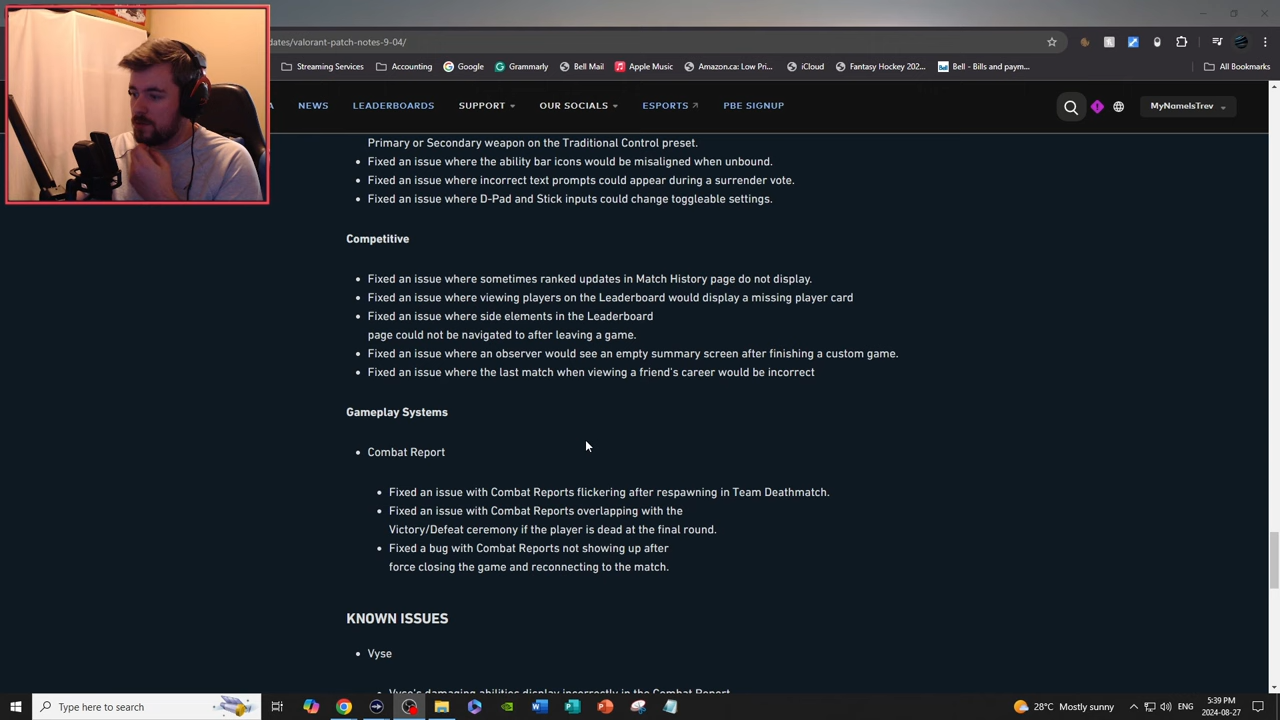 dates/valorant-patch-notes-9-04/
Streaming Services Accounting Google Grammarly Bell Mail Apple Music Amazon.ca: Low Pri... iCloud Fantasy Hockey 202... Bell - Bills and paym... All Bookmarks
A NEWS LEADERBOARDS SUPPORT OUR SOCIALS ESPORTS PBE SIGNUP MyNameIsTrev
Primary or Secondary weapon on the Traditional Control preset.
• Fixed an issue where the ability bar icons would be misaligned when unbound.
• Fixed an issue where incorrect text prompts could appear during a surrender vote.
• Fixed an issue where D-Pad and Stick inputs could change toggleable settings.
Competitive
• Fixed an issue where sometimes ranked updates in Match History page do not display.
• Fixed an issue where viewing players on the Leaderboard would display a missing player card
• Fixed an issue where side elements in the Leaderboard
page could not be navigated to after leaving a game.
• Fixed an issue where an observer would see an empty summary screen after finishing a custom game.
• Fixed an issue where the last match when viewing a friend's career would be incorrect
Gameplay Systems
• Combat Report
• Fixed an issue with Combat Reports flickering after respawning in Team Deathmatch.
• Fixed an issue with Combat Reports overlapping with the
Victory/Defeat ceremony if the player is dead at the final round.
• Fixed a bug with Combat Reports not showing up after
force closing the game and reconnecting to the match.
KNOWN ISSUES
• Vyse
• Vyse's damaging abilities display incorrectly in the Combat Report
Type here to search
28°C Mostly sunny ENG 5:39 PM
2024-08-27